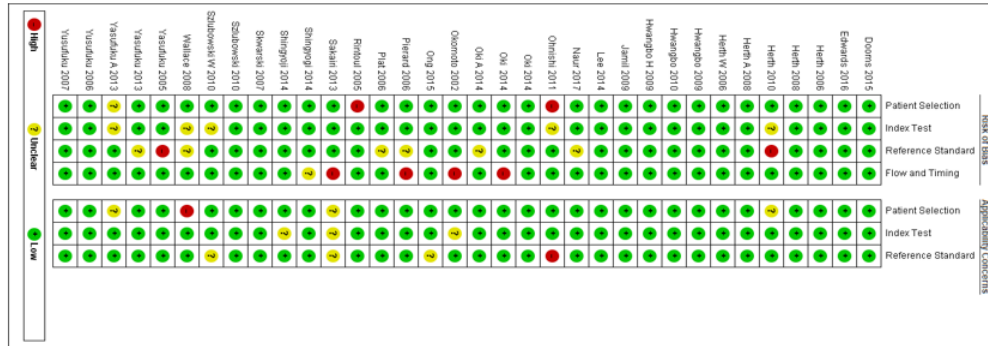 Risk of Bias
Applicability Concerns
Patient Selection
Index Test
Reference Standard
Flow and Timing
Patient Selection
Index Test
Reference Standard
Dooms 2015
Edwards 2016
Herth 2006
Herth 2008
Herth 2010
Herth A 2008
Herth W 2006
Hwangbo 2009
Hwangbo 2010
Hwangbo H 2009
Jamil 2009
Lee 2014
Naur 2017
Ohnishi 2011
Oki 2014
Oki 2014
Oki A 2014
Okomoto 2002
Ong 2015
Pierard 2006
Plat 2006
Rintoul 2005
Sakairi 2013
Shingyogi 2014
Shingyoji 2014
Skwarski 2007
Szlubowski 2010
Szlubowski W 2010
Wallace 2008
Yasufuku 2005
Yasufuku 2013
Yasufuku A 2013
Yusufuku 2006
Yusufuku 2007
High
? Unclear
+ Low